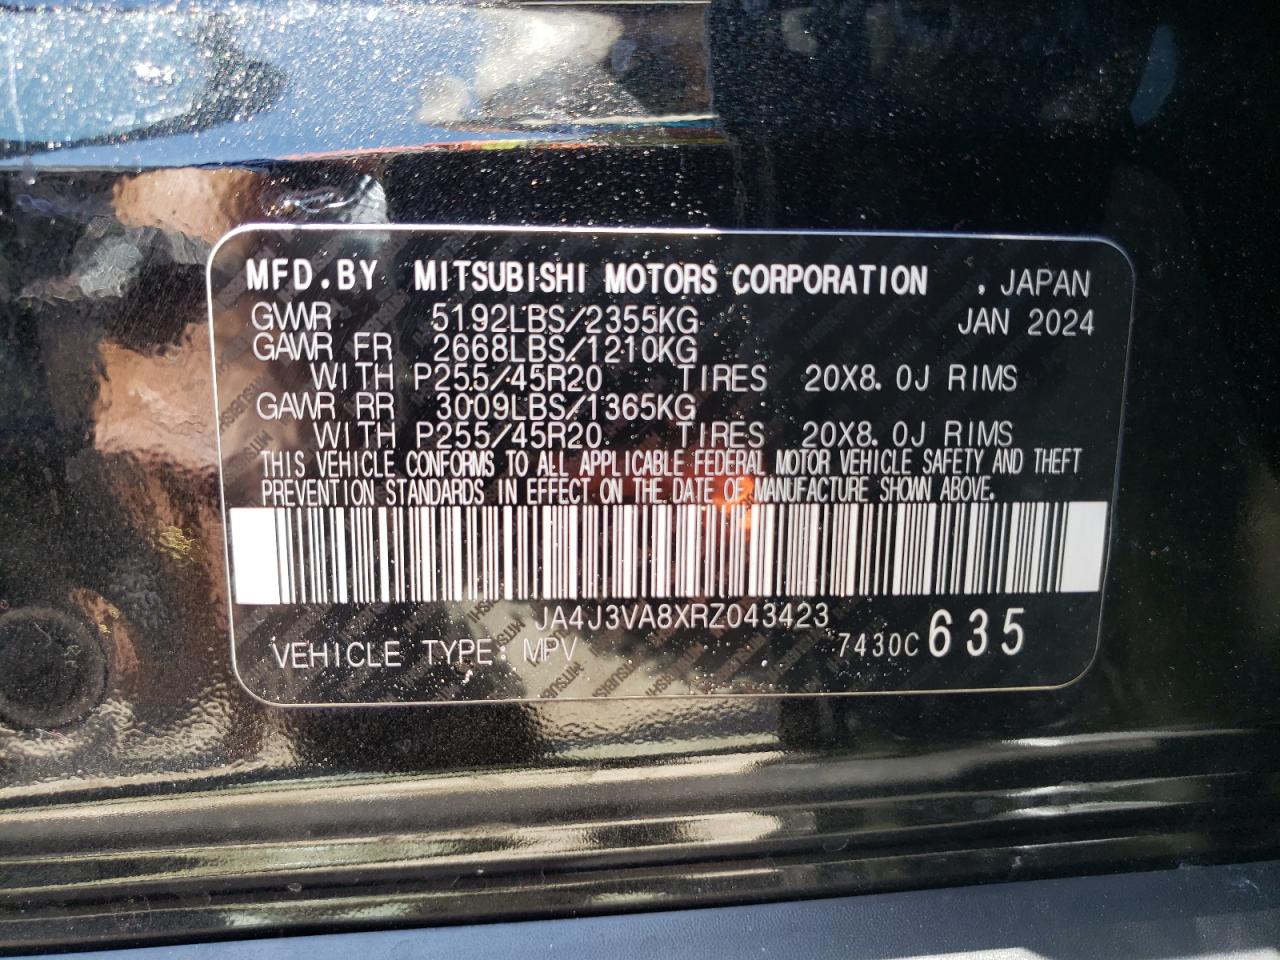 MFD.BY MITSUBISHI MOTORS CORPORATION , JAPAN
GVWR 5192LBS/2355KG JAN 2024
GAWR FR 2668LBS/1210KG
WITH P255/45R20 TIRES 20X8.0J RIMS
GAWR RR 3009LBS/1365KG
WITH P255/45R20 TIRES 20X8.0J RIMS
THIS VEHICLE CONFORMS TO ALL APPLICABLE FEDERAL MOTOR VEHICLE SAFETY AND THEFT
PREVENTION STANDARDS IN EFFECT ON THE DATE OF MANUFACTURE SHOWN ABOVE.
JA4J3VA8XRZ043423
VEHICLE TYPE: MPV 7430C 635